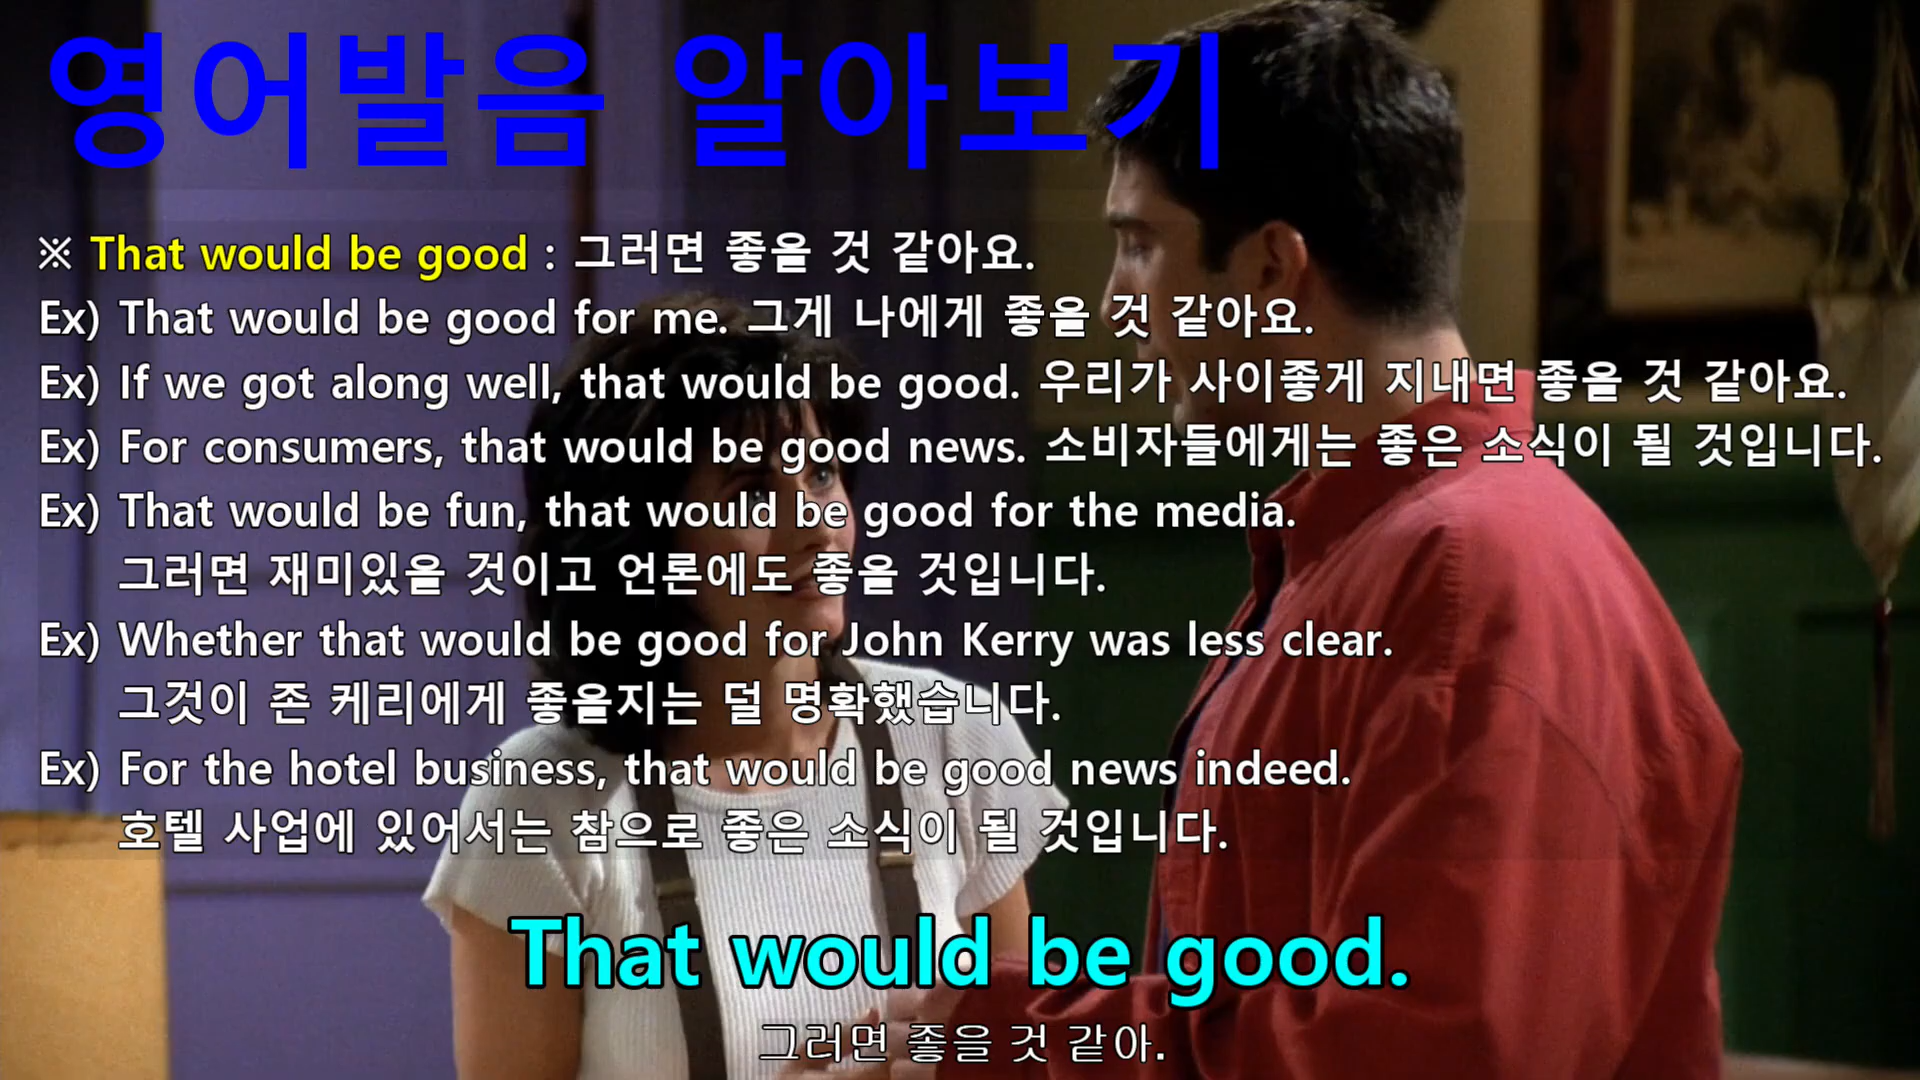 영어발음 알아보기
※ That would be good : 그러면 좋을 것 같아요.
Ex) That would be good for me. 그게 나에게 좋을 것 같아요.
Ex) If we got along well, that would be good. 우리가 사이좋게 지내면 좋을 것 같아요.
Ex) For consumers, that would be good news. 소비자들에게는 좋은 소식이 될 것입니다.
Ex) That would be fun, that would be good for the media.
그러면 재미있을 것이고 언론에도 좋을 것입니다.
Ex) Whether that would be good for John Kerry was less clear.
그것이 존 케리에게 좋을지는 덜 명확했습니다.
Ex) For the hotel business, that would be good news indeed.
호텔 사업에 있어서는 참으로 좋은 소식이 될 것입니다.
That would be good.
그러면 좋을 것 같아.